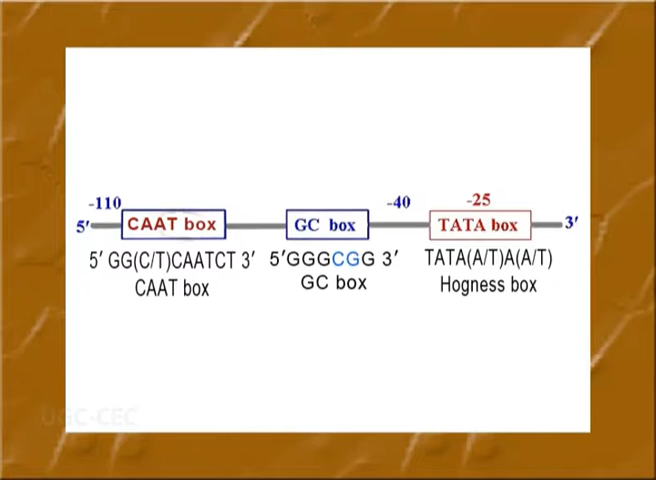 -110 -40 -25
5′ CAAT box GC box TATA box 3′
5′ GG(C/T)CAATCT 3′ 5′GGGCGG 3′ TATA(A/T)A(A/T)
CAAT box GC box Hogness box
UGC-CEC